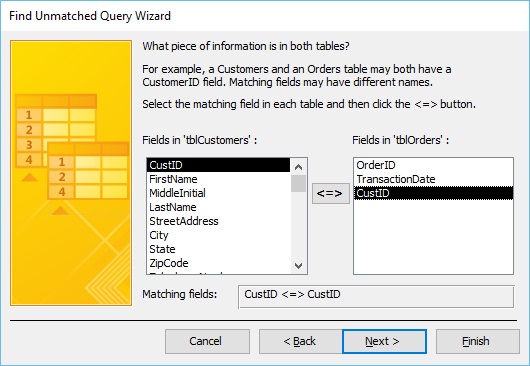 Find Unmatched Query Wizard
What piece of information is in both tables?
For example, a Customers and an Orders table may both have a
CustomerID field. Matching fields may have different names.
Select the matching field in each table and then click the <=> button.
Fields in 'tblCustomers' :
Fields in 'tblOrders' :
CustID
FirstName
MiddleInitial
LastName
StreetAddress
City
State
ZipCode
<=>
OrderID
TransactionDate
CustID
1
2
3
4
1
2
3
4
Matching fields:
CustID <=> CustID
Cancel
< Back
Next >
Finish